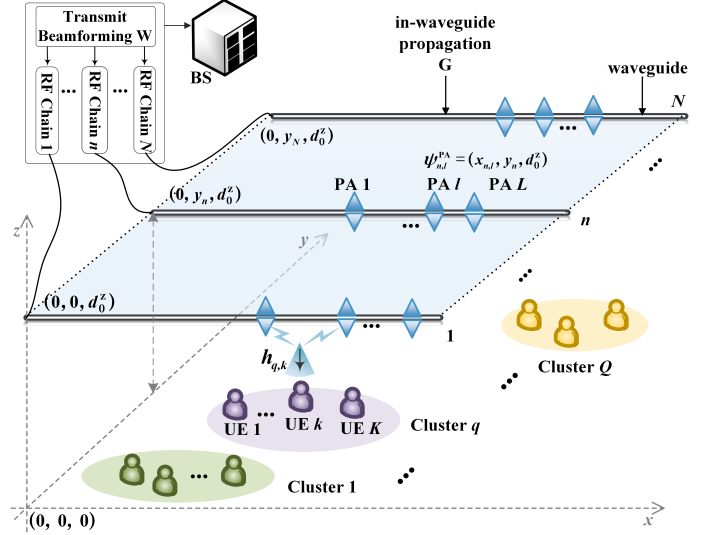 Transmit
Beamforming W
RF Chain 1
...
RF Chain n
...
RF Chain N
BS
in-waveguide
propagation
G
waveguide
N
(0, y_N, d_0^z)
...
ψ_{n,l}^{PA} = (x_{n,l}, y_n, d_0^z)
...
(0, y_n, d_0^z)
PA 1
PA l
PA L
...
n
z
y
(0, 0, d_0^z)
...
...
1
h_{q,k}
Cluster Q
...
UE 1
...
UE k
UE K
Cluster q
...
Cluster 1
...
(0, 0, 0)
x